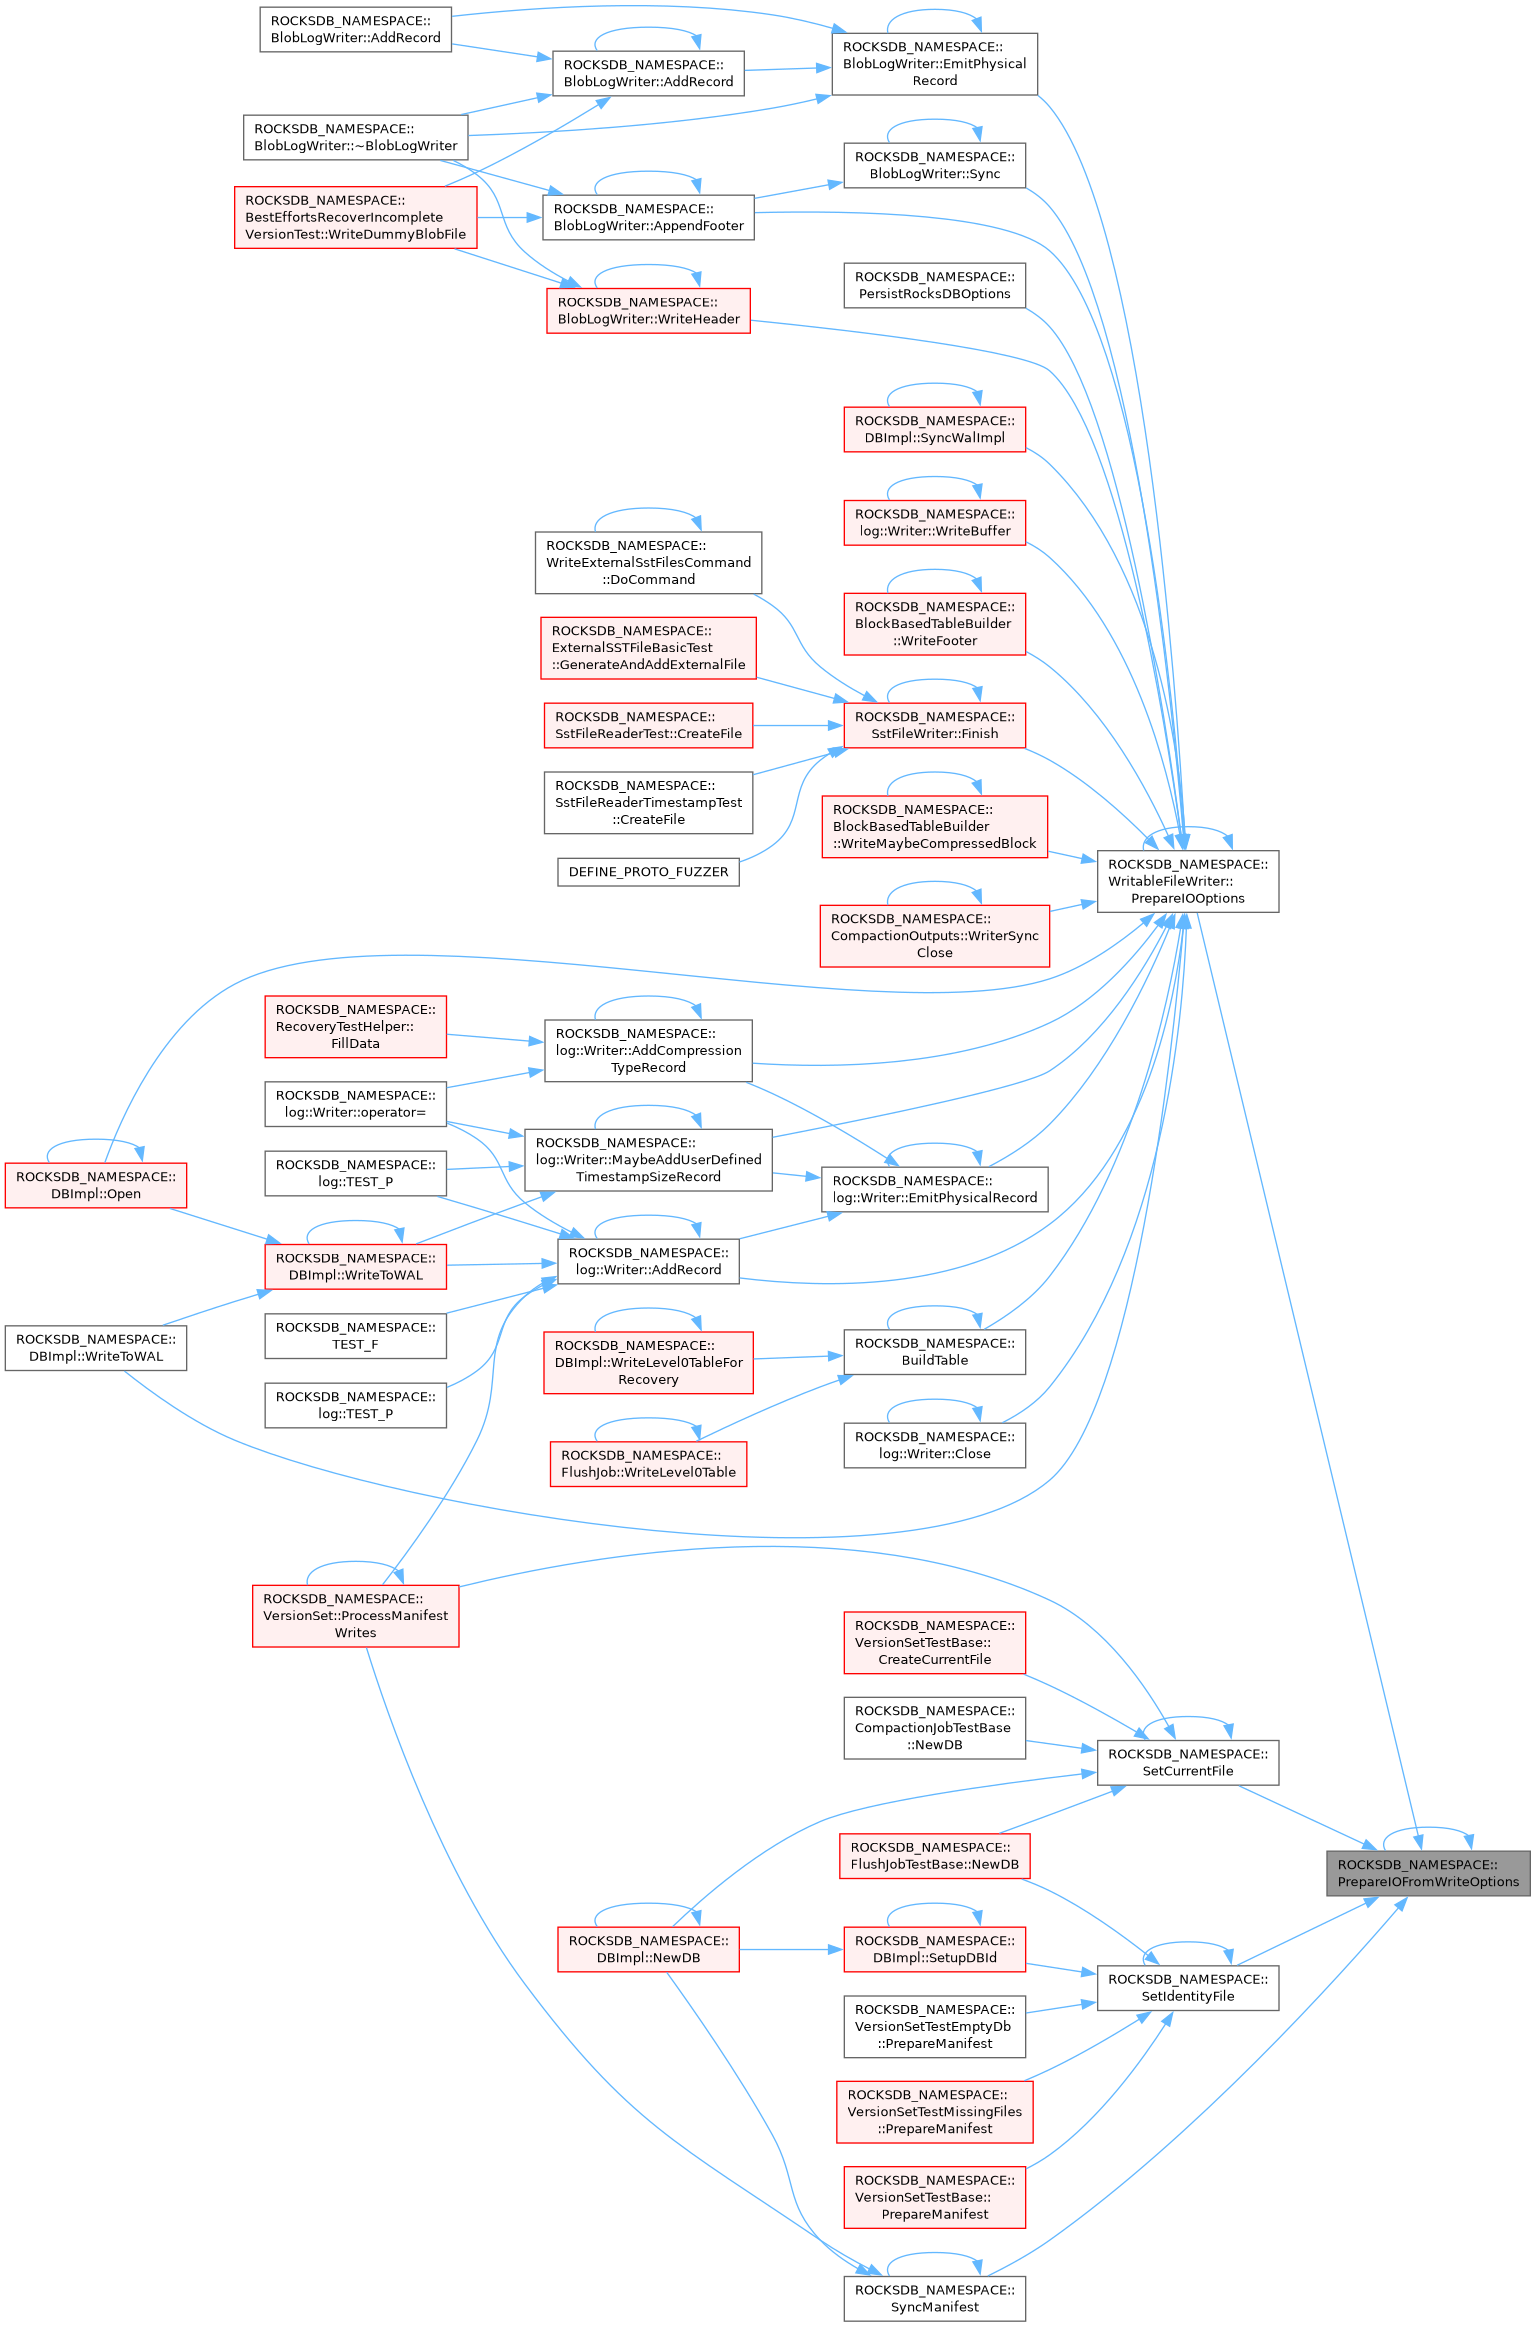 ROCKSDB_NAMESPACE::
BlobLogWriter::AddRecord
ROCKSDB_NAMESPACE::
BlobLogWriter::EmitPhysical
Record
ROCKSDB_NAMESPACE::
BlobLogWriter::AddRecord
ROCKSDB_NAMESPACE::
BlobLogWriter::~BlobLogWriter
ROCKSDB_NAMESPACE::
BlobLogWriter::Sync
ROCKSDB_NAMESPACE::
BestEffortsRecoverIncomplete
VersionTest::WriteDummyBlobFile
ROCKSDB_NAMESPACE::
BlobLogWriter::AppendFooter
ROCKSDB_NAMESPACE::
PersistRocksDBOptions
ROCKSDB_NAMESPACE::
BlobLogWriter::WriteHeader
ROCKSDB_NAMESPACE::
DBImpl::SyncWalImpl
ROCKSDB_NAMESPACE::
log::Writer::WriteBuffer
ROCKSDB_NAMESPACE::
WriteExternalSstFilesCommand
::DoCommand
ROCKSDB_NAMESPACE::
BlockBasedTableBuilder
::WriteFooter
ROCKSDB_NAMESPACE::
ExternalSSTFileBasicTest
::GenerateAndAddExternalFile
ROCKSDB_NAMESPACE::
SstFileReaderTest::CreateFile
ROCKSDB_NAMESPACE::
SstFileWriter::Finish
ROCKSDB_NAMESPACE::
SstFileReaderTimestampTest
::CreateFile
ROCKSDB_NAMESPACE::
BlockBasedTableBuilder
::WriteMaybeCompressedBlock
DEFINE_PROTO_FUZZER
ROCKSDB_NAMESPACE::
WritableFileWriter::
PrepareIOOptions
ROCKSDB_NAMESPACE::
CompactionOutputs::WriterSync
Close
ROCKSDB_NAMESPACE::
RecoveryTestHelper::
FillData
ROCKSDB_NAMESPACE::
log::Writer::AddCompression
TypeRecord
ROCKSDB_NAMESPACE::
log::Writer::operator=
ROCKSDB_NAMESPACE::
log::Writer::MaybeAddUserDefined
TimestampSizeRecord
ROCKSDB_NAMESPACE::
DBImpl::Open
ROCKSDB_NAMESPACE::
log::TEST_P
ROCKSDB_NAMESPACE::
log::Writer::EmitPhysicalRecord
ROCKSDB_NAMESPACE::
DBImpl::WriteToWAL
ROCKSDB_NAMESPACE::
log::Writer::AddRecord
ROCKSDB_NAMESPACE::
DBImpl::WriteToWAL
ROCKSDB_NAMESPACE::
TEST_F
ROCKSDB_NAMESPACE::
DBImpl::WriteLevel0TableFor
Recovery
ROCKSDB_NAMESPACE::
BuildTable
ROCKSDB_NAMESPACE::
log::TEST_P
ROCKSDB_NAMESPACE::
FlushJob::WriteLevel0Table
ROCKSDB_NAMESPACE::
log::Writer::Close
ROCKSDB_NAMESPACE::
VersionSet::ProcessManifest
Writes
ROCKSDB_NAMESPACE::
VersionSetTestBase::
CreateCurrentFile
ROCKSDB_NAMESPACE::
CompactionJobTestBase
::NewDB
ROCKSDB_NAMESPACE::
SetCurrentFile
ROCKSDB_NAMESPACE::
FlushJobTestBase::NewDB
ROCKSDB_NAMESPACE::
PrepareIOFromWriteOptions
ROCKSDB_NAMESPACE::
DBImpl::NewDB
ROCKSDB_NAMESPACE::
DBImpl::SetupDBId
ROCKSDB_NAMESPACE::
SetIdentityFile
ROCKSDB_NAMESPACE::
VersionSetTestEmptyDb
::PrepareManifest
ROCKSDB_NAMESPACE::
VersionSetTestMissingFiles
::PrepareManifest
ROCKSDB_NAMESPACE::
VersionSetTestBase::
PrepareManifest
ROCKSDB_NAMESPACE::
SyncManifest